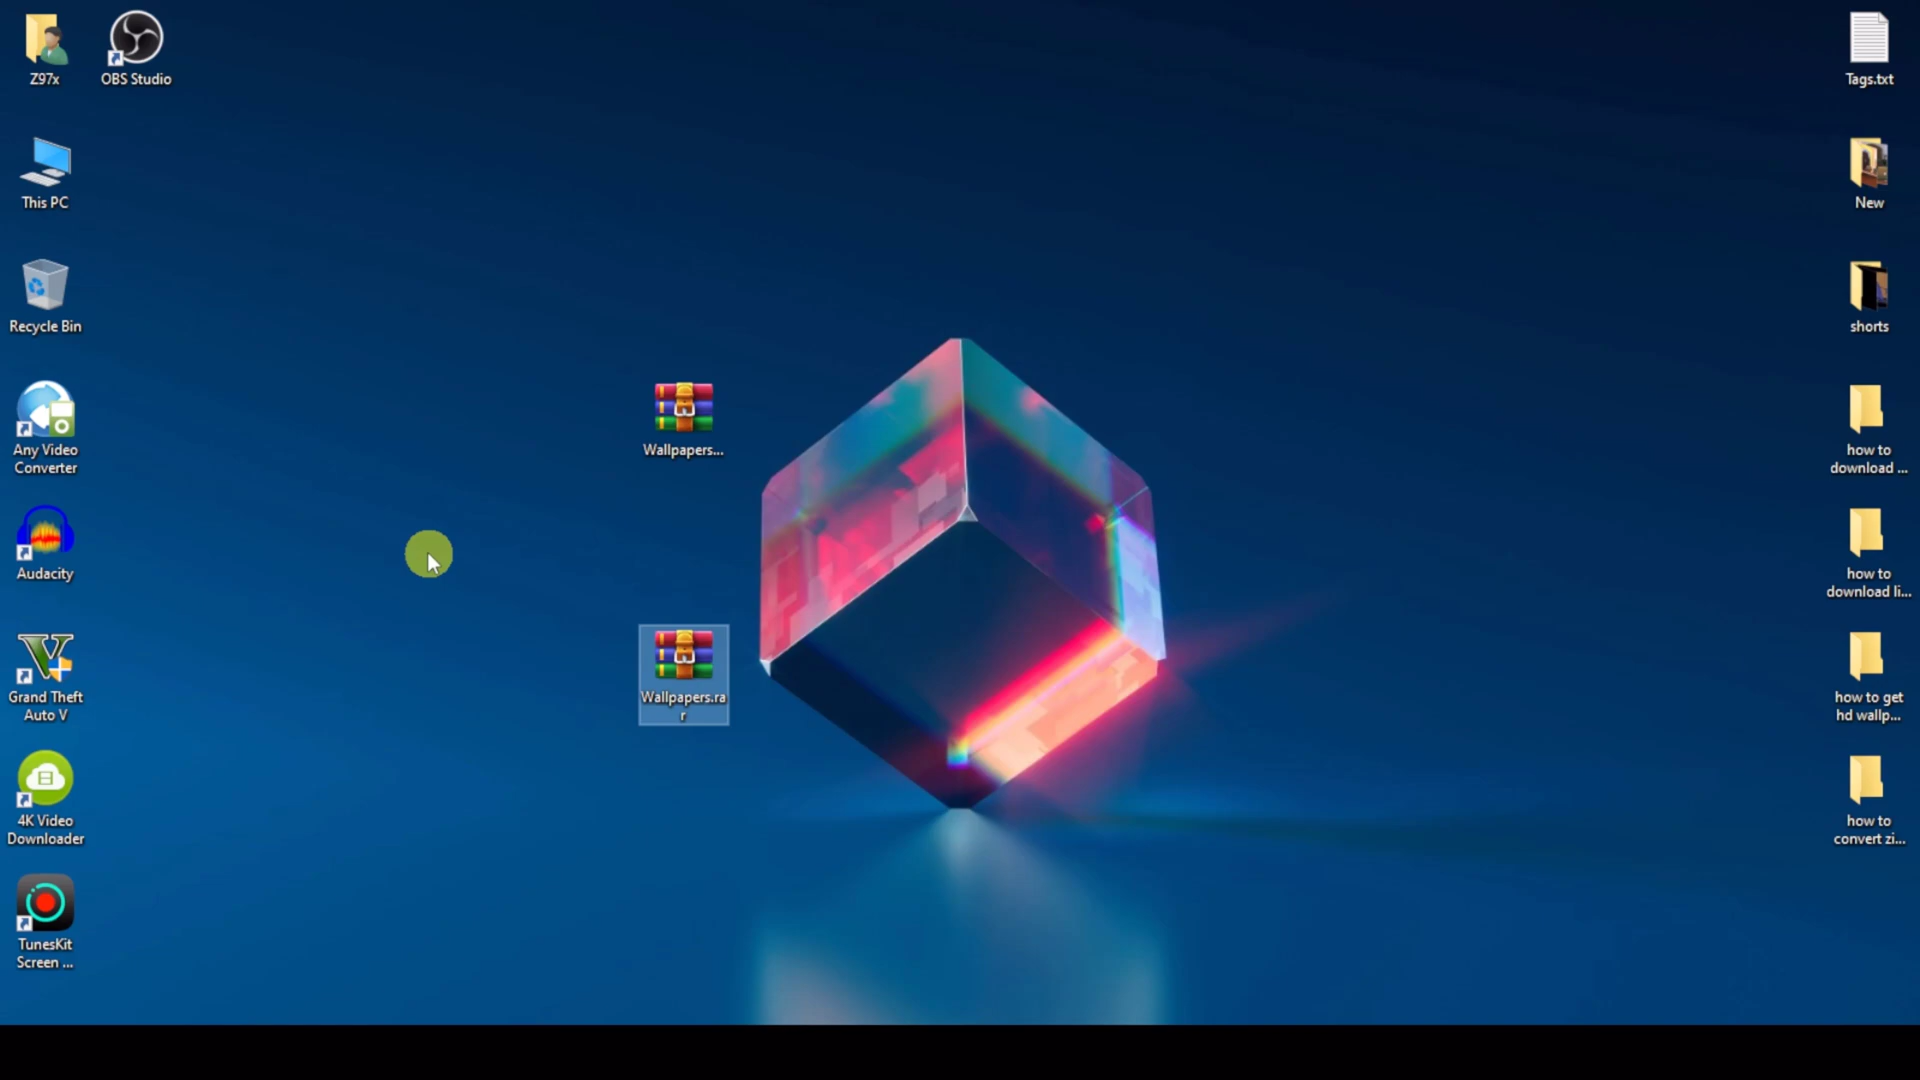 Z97x
OBS Studio
This PC
Recycle Bin
Any Video
Converter
Audacity
Grand Theft
Auto V
4K Video
Downloader
TunesKit
Screen ...
Wallpapers...
Wallpapers.ra
r
Tags.txt
New
shorts
how to
download ...
how to
download li...
how to get
hd wallp...
how to
convert zi...